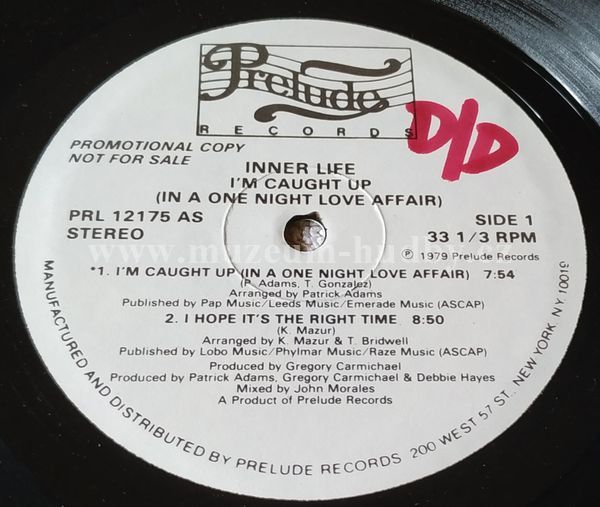 Prelude
RECORDS
D/D
PROMOTIONAL COPY
NOT FOR SALE
INNER LIFE
I'M CAUGHT UP
(IN A ONE NIGHT LOVE AFFAIR)
PRL 12175 AS
STEREO
SIDE 1
33 1/3 RPM
℗ 1979 Prelude Records
www.muzeum-hudby.cz
*1. I'M CAUGHT UP (IN A ONE NIGHT LOVE AFFAIR) 7:54
(P. Adams, T. Gonzalez)
Arranged by Patrick Adams
Published by Pap Music/Leeds Music/Emerade Music (ASCAP)
2. I HOPE IT'S THE RIGHT TIME 8:50
(K. Mazur)
Arranged by K. Mazur & T. Bridwell
Published by Lobo Music/Phylmar Music/Raze Music (ASCAP)
Produced by Gregory Carmichael
Produced by Patrick Adams, Gregory Carmichael & Debbie Hayes
Mixed by John Morales
A Product of Prelude Records
MANUFACTURED AND DISTRIBUTED BY PRELUDE RECORDS 200 WEST 57 ST., NEW YORK, NY. 10019